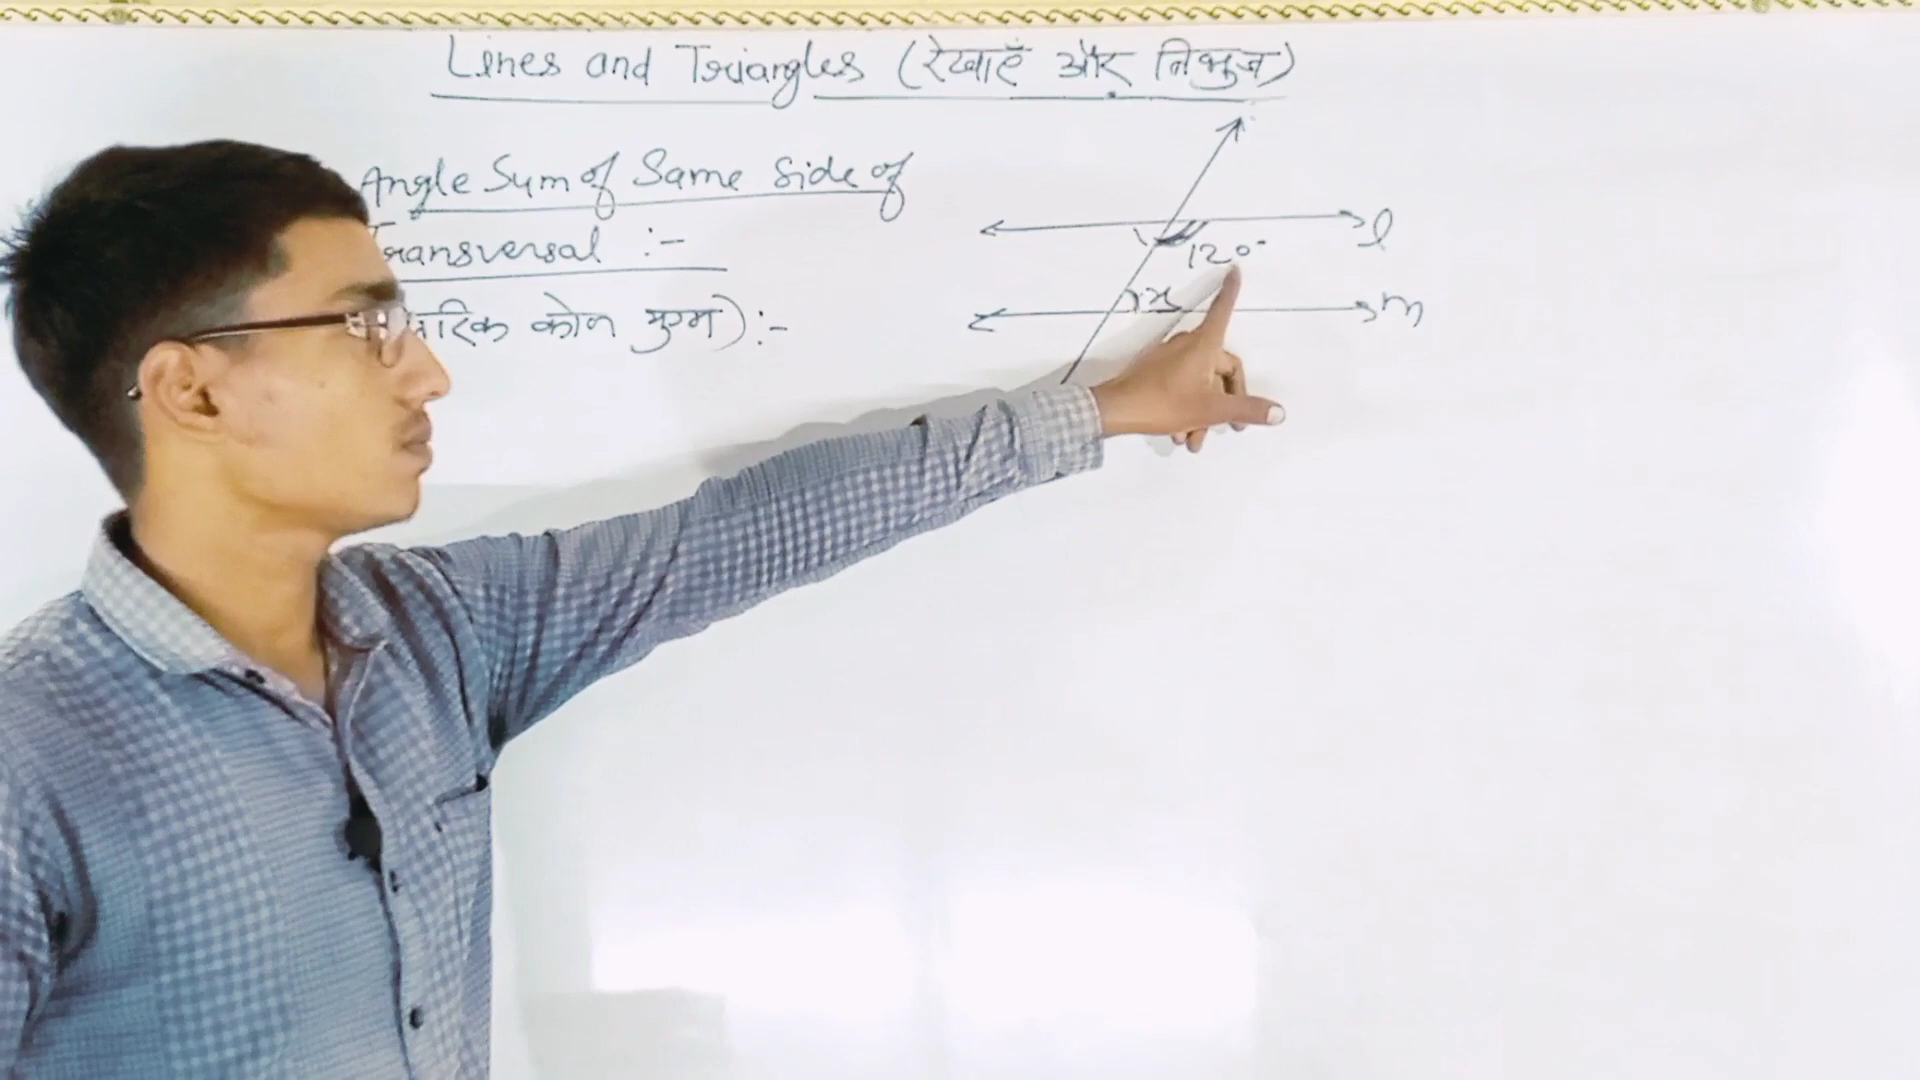 Lines and Triangles (रेखाएँ और त्रिभुज)
Angle Sum of Same Side of
Transversal :-
कोण युग्म) :-
l
120°
x
m